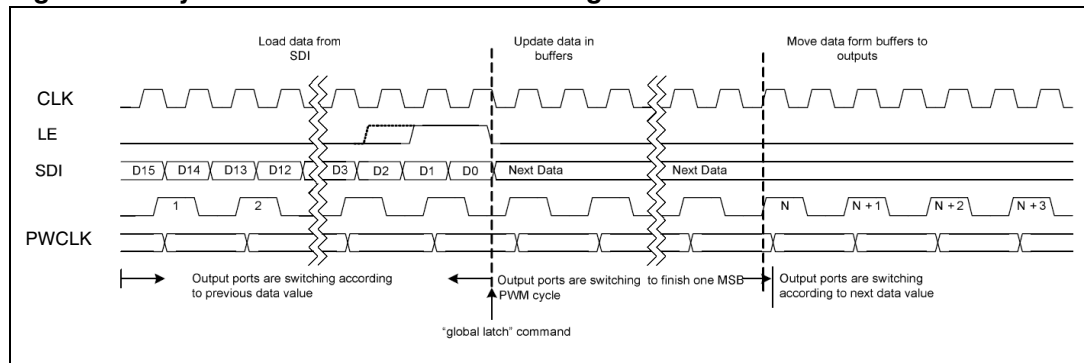 Load data from
SDI
Update data in
buffers
Move data form buffers to
outputs
CLK
LE
SDI
D15 D14 D13 D12 D3 D2 D1 D0 Next Data Next Data
1 2 N N + 1 N + 2 N + 3
PWCLK
Output ports are switching according
to previous data value
Output ports are switching to finish one MSB
PWM cycle
Output ports are switching
according to next data value
"global latch" command